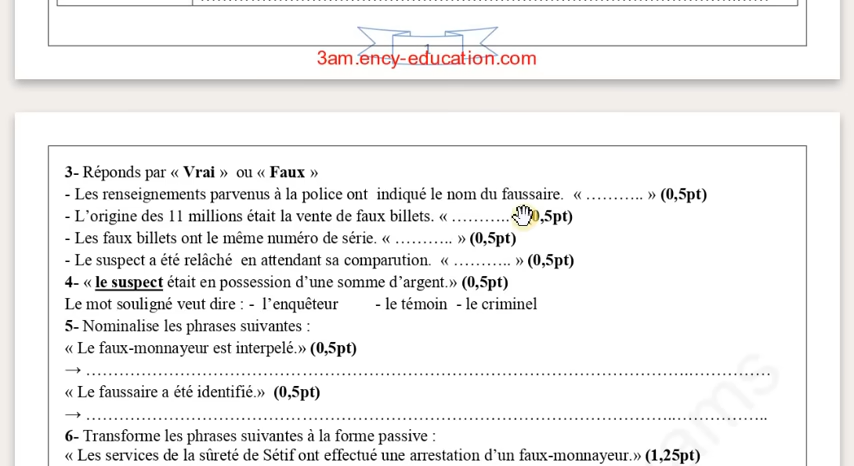 1
3am.ency-education.com
3- Réponds par « Vrai » ou « Faux »
- Les renseignements parvenus à la police ont indiqué le nom du faussaire. « ……….. » (0,5pt)
- L’origine des 11 millions était la vente de faux billets. « ……….. » (0,5pt)
- Les faux billets ont le même numéro de série. « ……….. » (0,5pt)
- Le suspect a été relâché en attendant sa comparution. « ……….. » (0,5pt)
4- « le suspect était en possession d’une somme d’argent.» (0,5pt)
Le mot souligné veut dire : - l’enquêteur - le témoin - le criminel
5- Nominalise les phrases suivantes :
« Le faux-monnayeur est interpelé.» (0,5pt)
→ ……………………………………………………………………………………………
« Le faussaire a été identifié.» (0,5pt)
→ ……………………………………………………………………………………………..
6- Transforme les phrases suivantes à la forme passive :
« Les services de la sûreté de Sétif ont effectué une arrestation d’un faux-monnayeur.» (1,25pt)